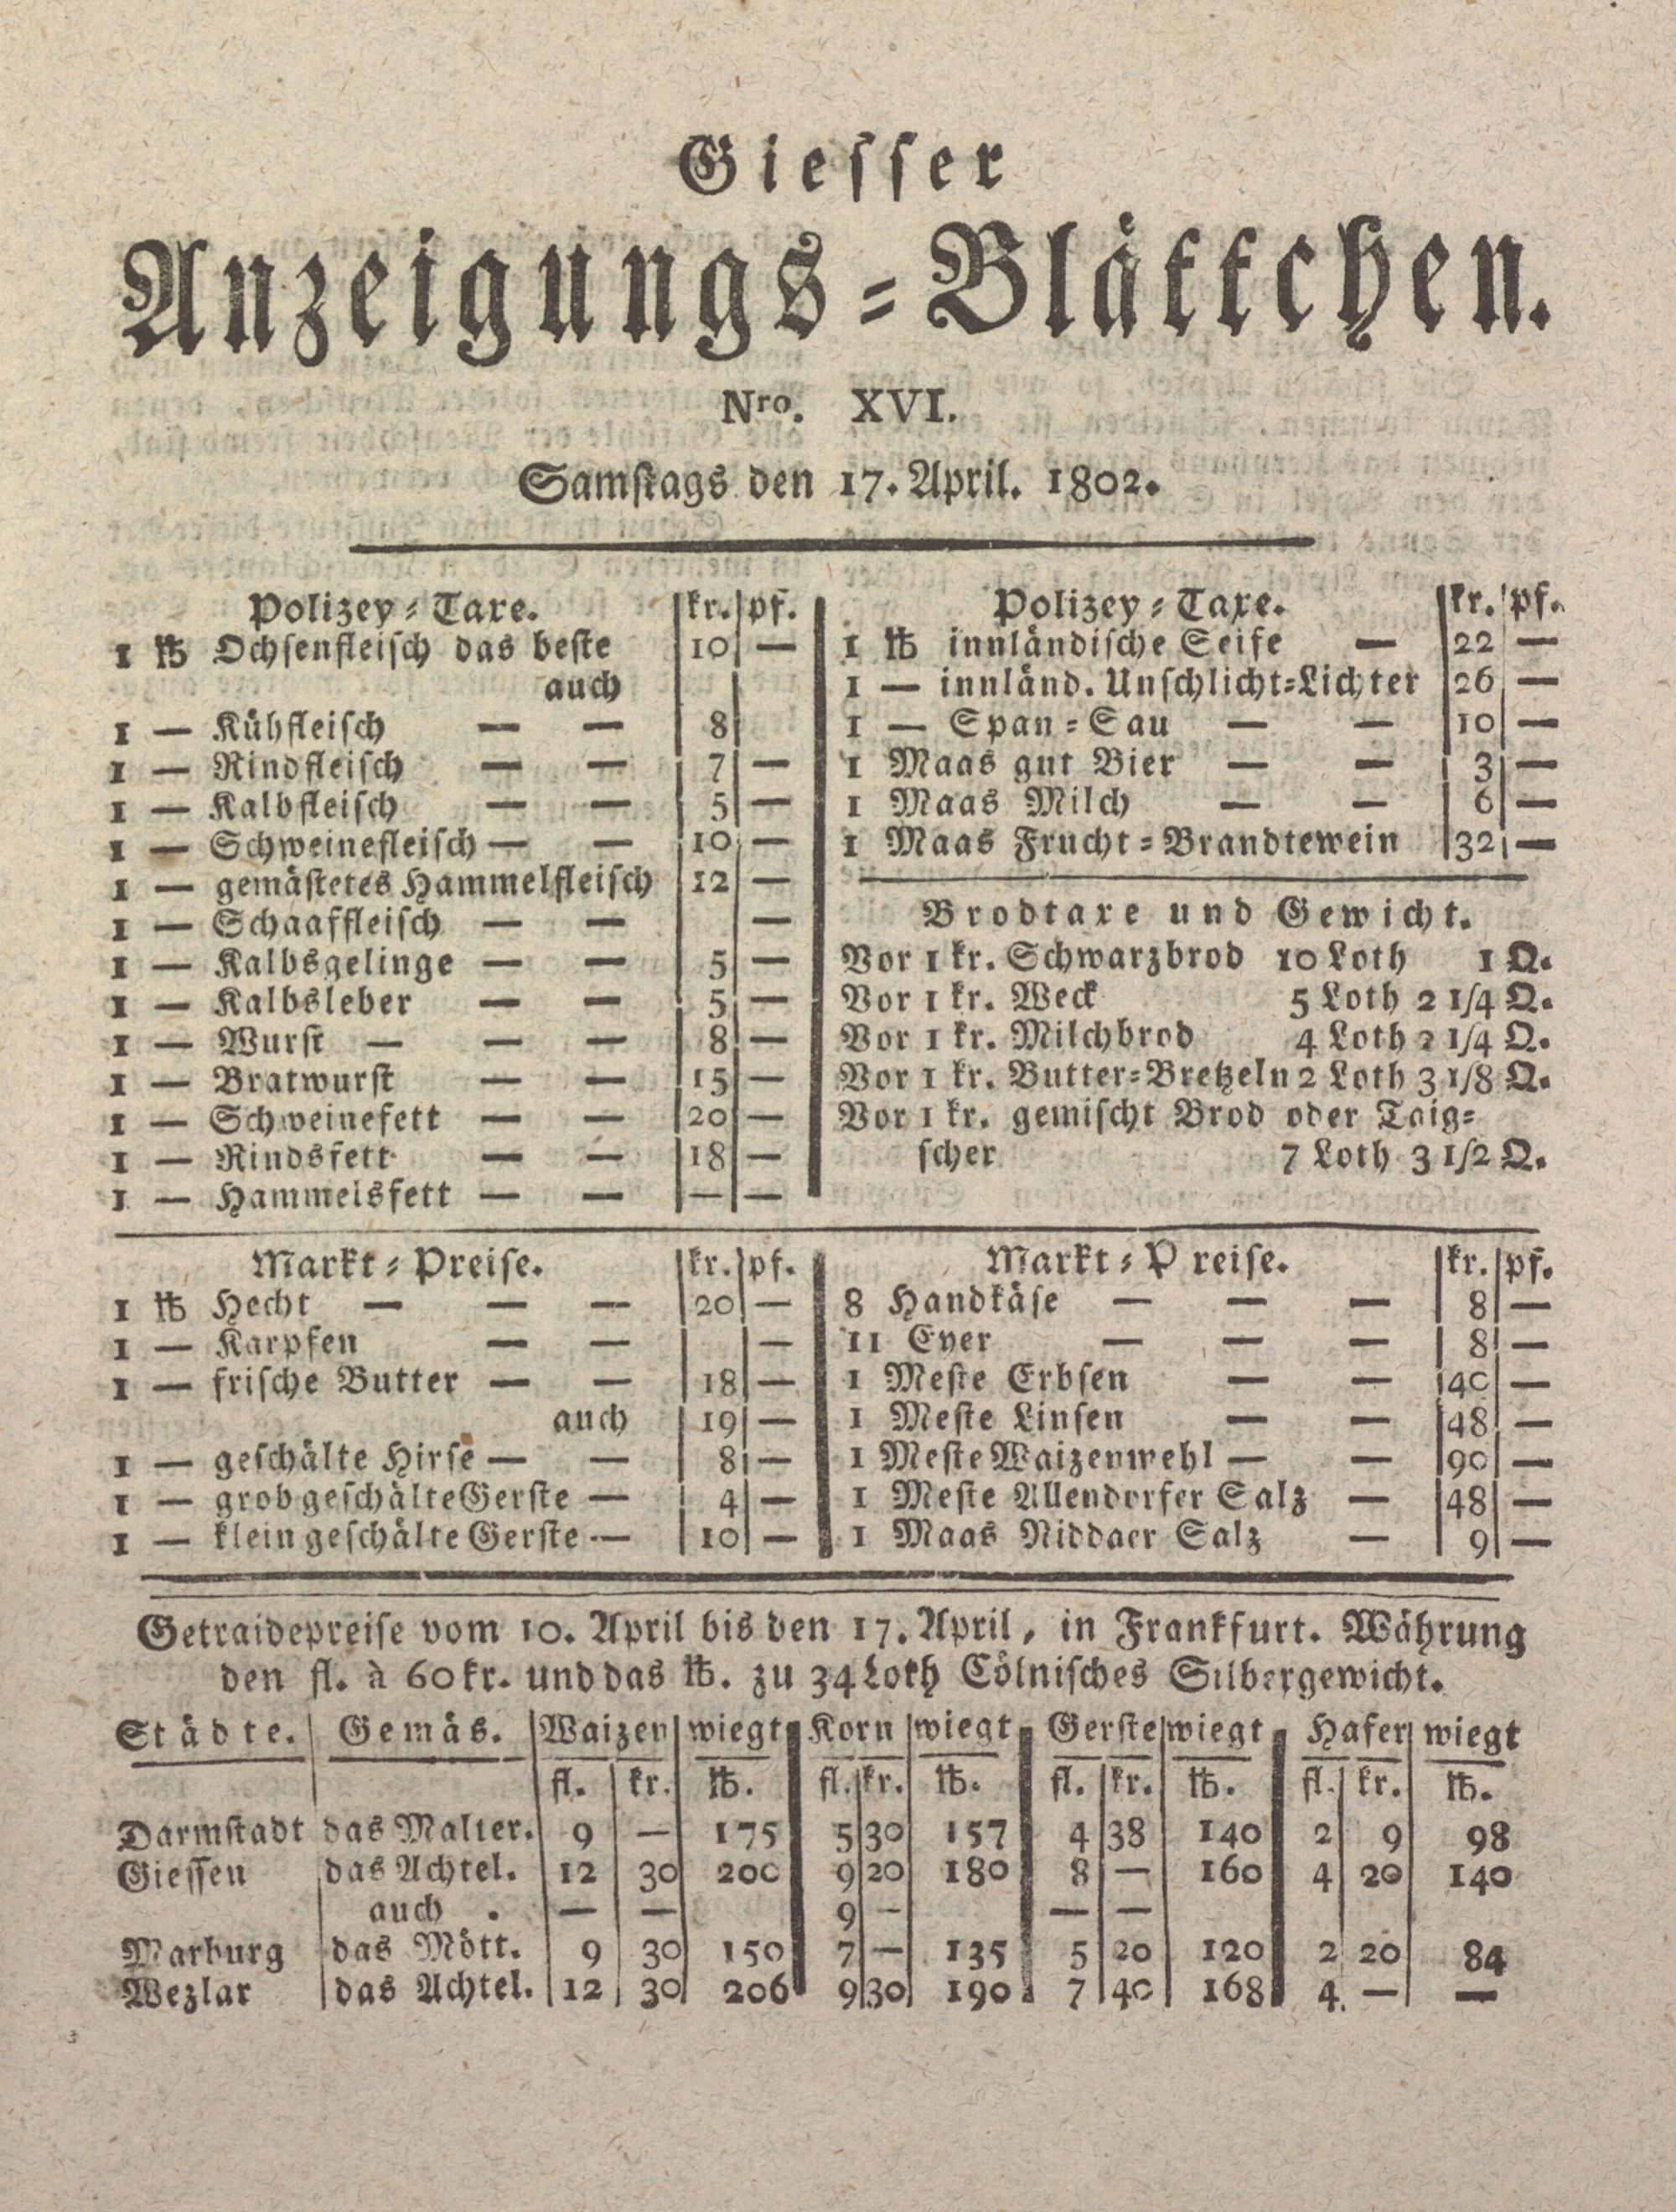 Giesser
Anzeigungs-Blättchen.
Nro. XVI.
Samstags den 17. April. 1802.
Polizey-Taxe. kr. pf.
1 ℔ Ochsenfleisch das beste 10 —
auch
1 — Kühfleisch — — 8
1 — Rindfleisch — — 7 —
1 — Kalbfleisch — — 5 —
1 — Schweinefleisch — — 10 —
1 — gemästetes Hammelfleisch 12 —
1 — Schaaffleisch — — —
1 — Kalbsgelinge — — 5 —
1 — Kalbsleber — — 5 —
1 — Wurst — — — 8 —
1 — Bratwurst — — 15 —
1 — Schweinefett — — 20 —
1 — Rindsfett — — 18 —
1 — Hammelsfett — — — —
Polizey-Taxe. kr. pf.
1 ℔ innländische Seife — 22 —
1 — innländ. Unschlicht-Lichter 26 —
1 — Span-Sau — — 10 —
1 Maas gut Bier — — 3 —
1 Maas Milch — — 6 —
1 Maas Frucht-Brandtewein 32 —
Brodtaxe und Gewicht.
Vor 1 kr. Schwarzbrod 10 Loth 1 Q.
Vor 1 kr. Weck 5 Loth 2 1/4 Q.
Vor 1 kr. Milchbrod 4 Loth 2 1/4 Q.
Vor 1 kr. Butter-Bretzeln 2 Loth 3 1/8 Q.
Vor 1 kr. gemischt Brod oder Taig-
scher 7 Loth 3 1/2 Q.
Markt-Preise. kr. pf.
1 ℔ Hecht — — — 20 —
1 — Karpfen — — —
1 — frische Butter — — 18 —
auch 19 —
1 — geschälte Hirse — — 8 —
1 — grob geschälte Gerste — 4 —
1 — klein geschälte Gerste — 10 —
Markt-Preise. kr. pf.
8 Handkäse — — — 8 —
11 Eyer — — — 8 —
1 Meste Erbsen — — 40 —
1 Meste Linsen — — 48 —
1 Meste Waizenmehl — — 90 —
1 Meste Allendorfer Salz — 48 —
1 Maas Niddaer Salz — 9 —
Getraidepreise vom 10. April bis den 17. April, in Frankfurt. Währung
den fl. à 60 kr. und das ℔. zu 34 Loth Cölnisches Silbergewicht.
Städte. Gemäs. Waizen wiegt Korn wiegt Gerste wiegt Hafer wiegt
fl. kr. ℔. fl. kr. ℔. fl. kr. ℔. fl. kr. ℔.
Darmstadt das Malter. 9 — 175 5 30 157 4 38 140 2 9 98
Giessen das Achtel. 12 30 200 9 20 180 8 — 160 4 20 140
auch . — — 9 — — —
Marburg das Mött. 9 30 150 7 — 135 5 20 120 2 20 84
Wezlar das Achtel. 12 30 206 9 30 190 7 40 168 4 — —